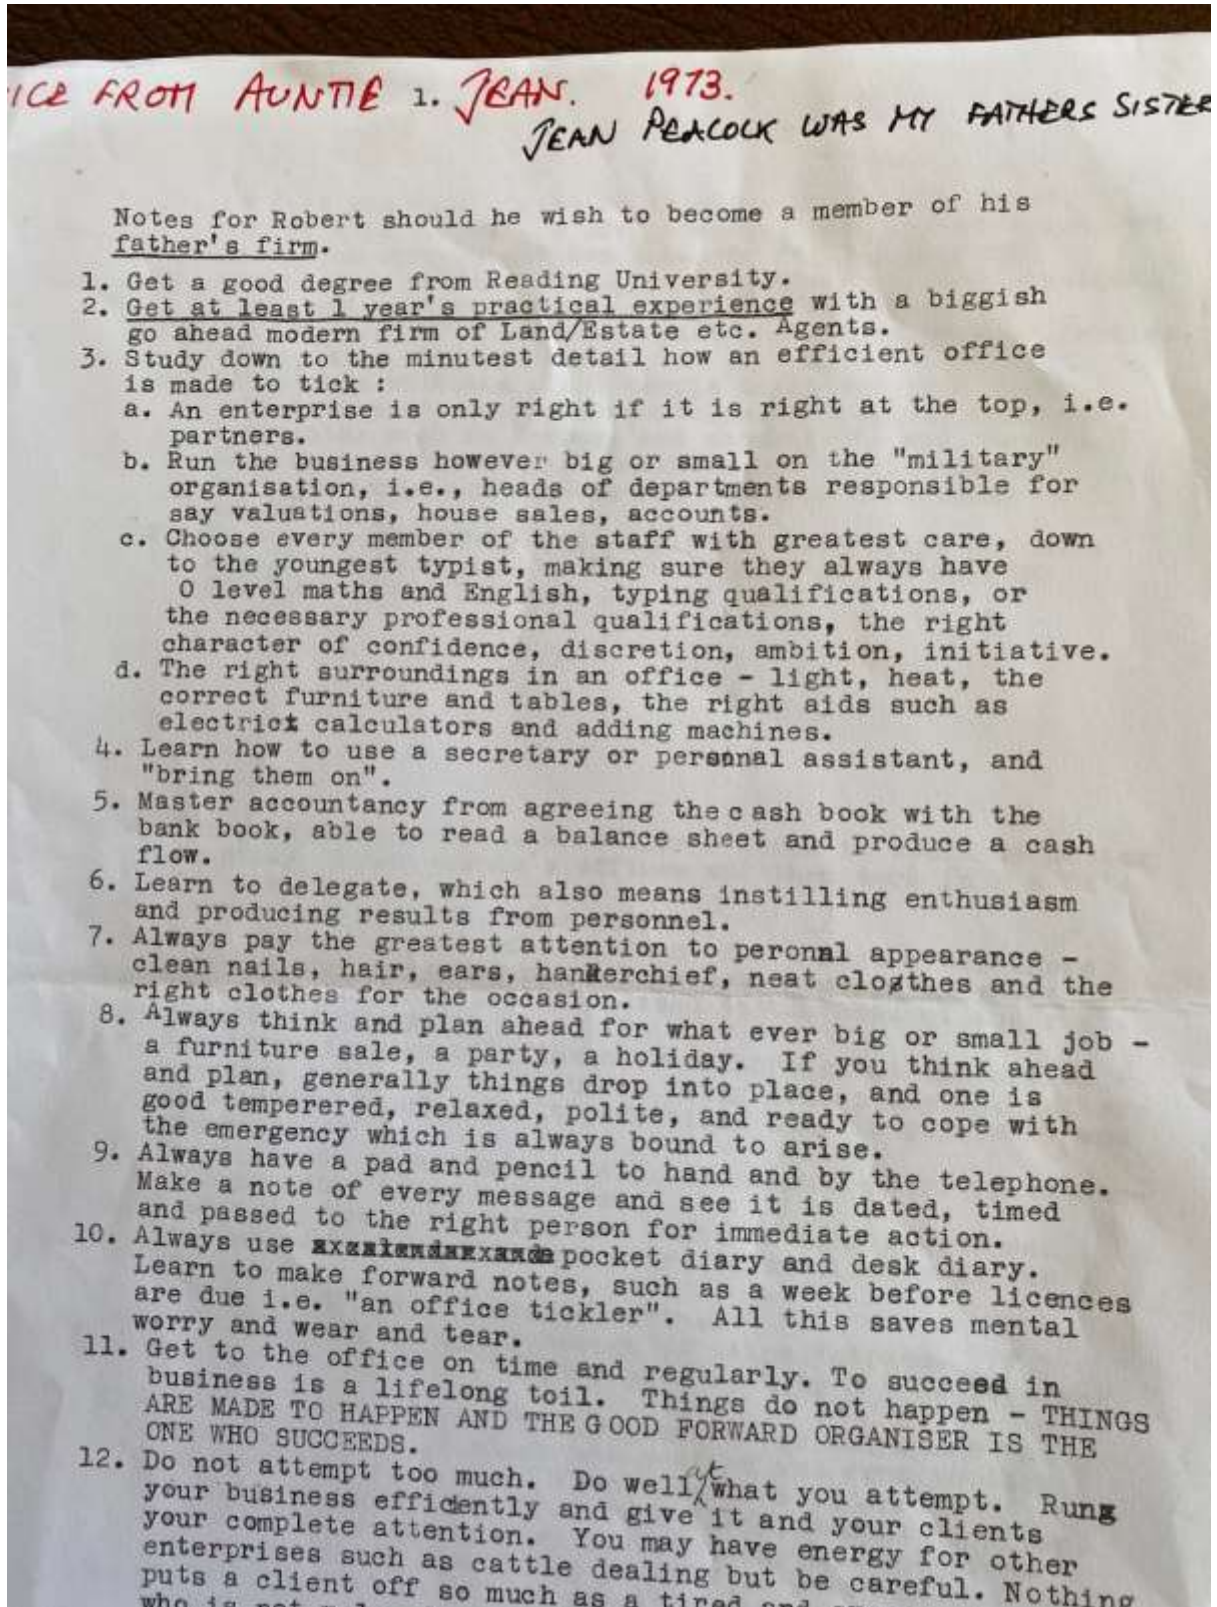 ICE FROM AUNTIE 1. JEAN. 1973.
JEAN PEACOCK WAS MY FATHERS SISTER
Notes for Robert should he wish to become a member of his
father's firm.
1. Get a good degree from Reading University.
2. Get at least 1 year's practical experience with a biggish
go ahead modern firm of Land/Estate etc. Agents.
3. Study down to the minutest detail how an efficient office
is made to tick :
a. An enterprise is only right if it is right at the top, i.e.
partners.
b. Run the business however big or small on the "military"
organisation, i.e., heads of departments responsible for
say valuations, house sales, accounts.
c. Choose every member of the staff with greatest care, down
to the youngest typist, making sure they always have
O level maths and English, typing qualifications, or
the necessary professional qualifications, the right
character of confidence, discretion, ambition, initiative.
d. The right surroundings in an office - light, heat, the
correct furniture and tables, the right aids such as
electric calculators and adding machines.
4. Learn how to use a secretary or personal assistant, and
"bring them on".
5. Master accountancy from agreeing the cash book with the
bank book, able to read a balance sheet and produce a cash
flow.
6. Learn to delegate, which also means instilling enthusiasm
and producing results from personnel.
7. Always pay the greatest attention to peronal appearance -
clean nails, hair, ears, hankerchief, neat clothes and the
right clothes for the occasion.
8. Always think and plan ahead for what ever big or small job -
a furniture sale, a party, a holiday. If you think ahead
and plan, generally things drop into place, and one is
good temperered, relaxed, polite, and ready to cope with
the emergency which is always bound to arise.
9. Always have a pad and pencil to hand and by the telephone.
Make a note of every message and see it is dated, timed
and passed to the right person for immediate action.
10. Always use pocket diary and desk diary.
Learn to make forward notes, such as a week before licences
are due i.e. "an office tickler". All this saves mental
worry and wear and tear.
11. Get to the office on time and regularly. To succeed in
business is a lifelong toil. Things do not happen - THINGS
ARE MADE TO HAPPEN AND THE GOOD FORWARD ORGANISER IS THE
ONE WHO SUCCEEDS.
12. Do not attempt too much. Do well at what you attempt. Run
your business efficiently and give it and your clients
your complete attention. You may have energy for other
enterprises such as cattle dealing but be careful. Nothing
puts a client off so much as a tired and
who is not